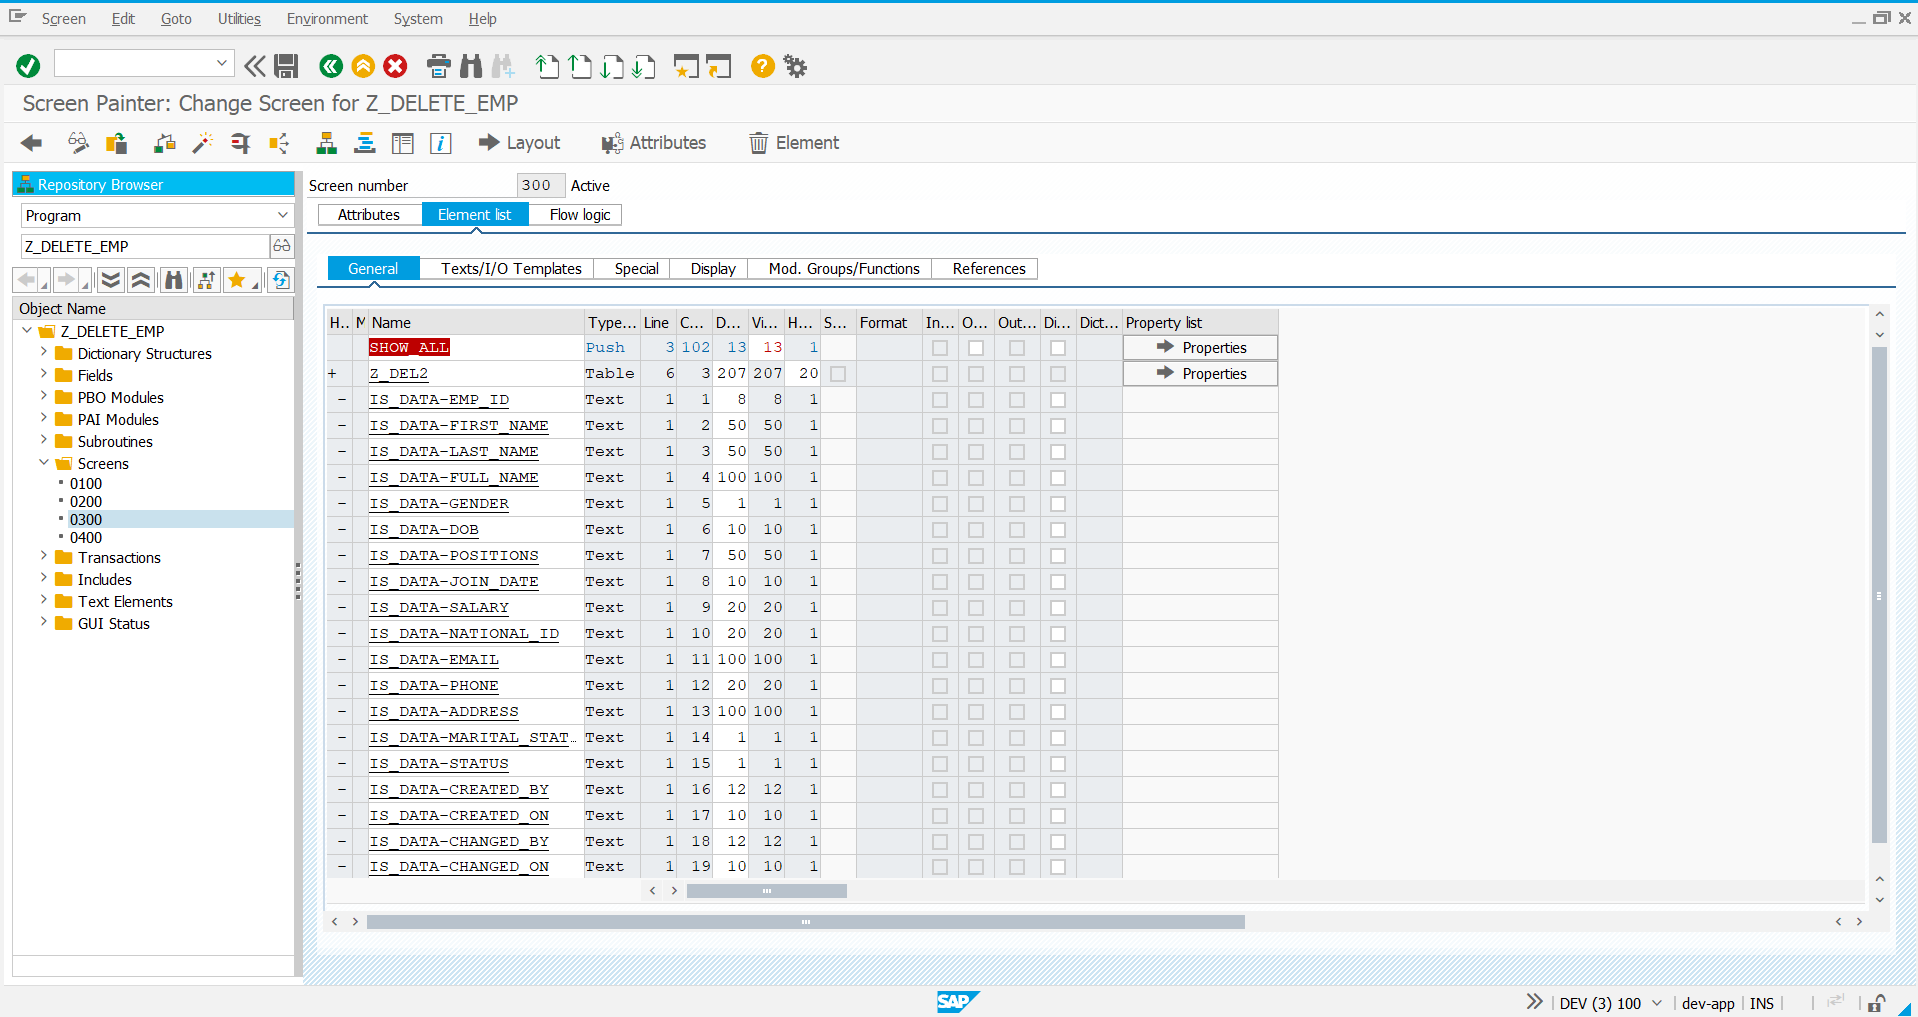 Screen Edit Goto Utilities Environment System Help
Screen Painter: Change Screen for Z_DELETE_EMP
Layout Attributes Element
Repository Browser
Program
Z_DELETE_EMP
Object Name
Z_DELETE_EMP
Dictionary Structures
Fields
PBO Modules
PAI Modules
Subroutines
Screens
0100
0200
0300
0400
Transactions
Includes
Text Elements
GUI Status
Screen number 300 Active
Attributes Element list Flow logic
General Texts/I/O Templates Special Display Mod. Groups/Functions References
H.. M Name Type... Line C... D... Vi... H... S... Format In... O... Out... Di... Dict... Property list
SHOW_ALL Push 3 102 13 13 1 Properties
+ Z_DEL2 Table 6 3 207 207 20 Properties
- IS_DATA-EMP_ID Text 1 1 8 8 1
- IS_DATA-FIRST_NAME Text 1 2 50 50 1
- IS_DATA-LAST_NAME Text 1 3 50 50 1
- IS_DATA-FULL_NAME Text 1 4 100 100 1
- IS_DATA-GENDER Text 1 5 1 1 1
- IS_DATA-DOB Text 1 6 10 10 1
- IS_DATA-POSITIONS Text 1 7 50 50 1
- IS_DATA-JOIN_DATE Text 1 8 10 10 1
- IS_DATA-SALARY Text 1 9 20 20 1
- IS_DATA-NATIONAL_ID Text 1 10 20 20 1
- IS_DATA-EMAIL Text 1 11 100 100 1
- IS_DATA-PHONE Text 1 12 20 20 1
- IS_DATA-ADDRESS Text 1 13 100 100 1
- IS_DATA-MARITAL_STAT... Text 1 14 1 1 1
- IS_DATA-STATUS Text 1 15 1 1 1
- IS_DATA-CREATED_BY Text 1 16 12 12 1
- IS_DATA-CREATED_ON Text 1 17 10 10 1
- IS_DATA-CHANGED_BY Text 1 18 12 12 1
- IS_DATA-CHANGED_ON Text 1 19 10 10 1
SAP DEV (3) 100 dev-app INS